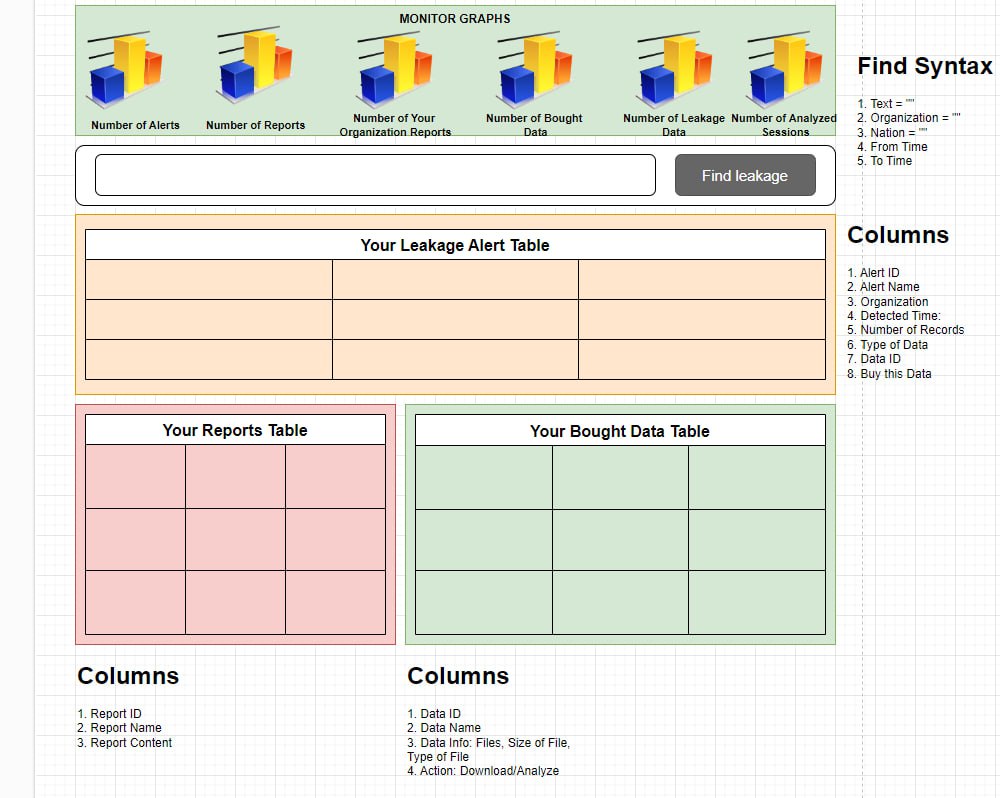 MONITOR GRAPHS
Number of Alerts
Number of Reports
Number of Your
Organization Reports
Number of Bought
Data
Number of Leakage
Data
Number of Analyzed
Sessions
Find Syntax
1. Text = ""
2. Organization = ""
3. Nation = ""
4. From Time
5. To Time
Find leakage
Your Leakage Alert Table
Columns
1. Alert ID
2. Alert Name
3. Organization
4. Detected Time:
5. Number of Records
6. Type of Data
7. Data ID
8. Buy this Data
Your Reports Table
Your Bought Data Table
Columns
1. Report ID
2. Report Name
3. Report Content
Columns
1. Data ID
2. Data Name
3. Data Info: Files, Size of File,
Type of File
4. Action: Download/Analyze